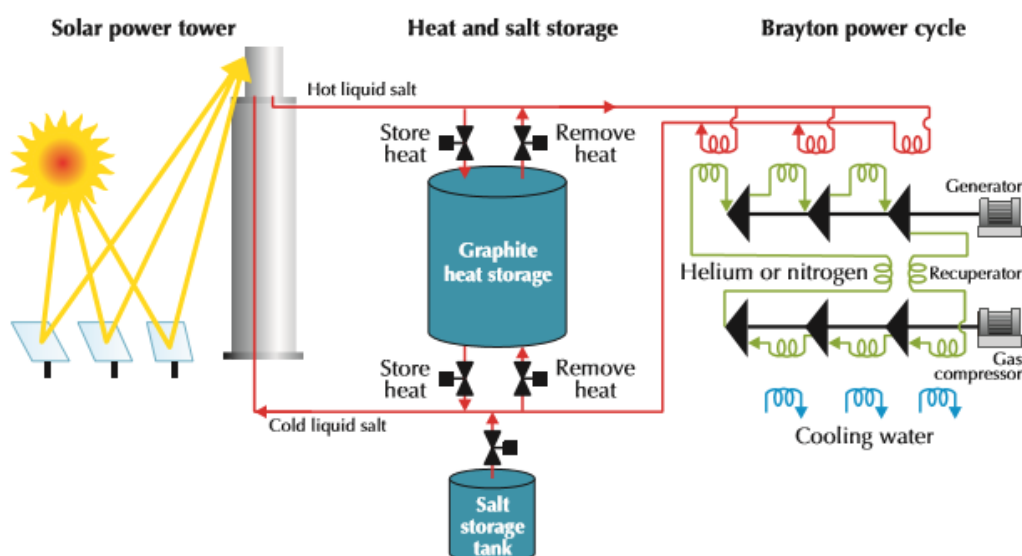 Solar power tower
Heat and salt storage
Brayton power cycle
Hot liquid salt
Store
heat
Remove
heat
Graphite
heat storage
Generator
Helium or nitrogen
Recuperator
Store
heat
Remove
heat
Gas
compressor
Cold liquid salt
Cooling water
Salt
storage
tank